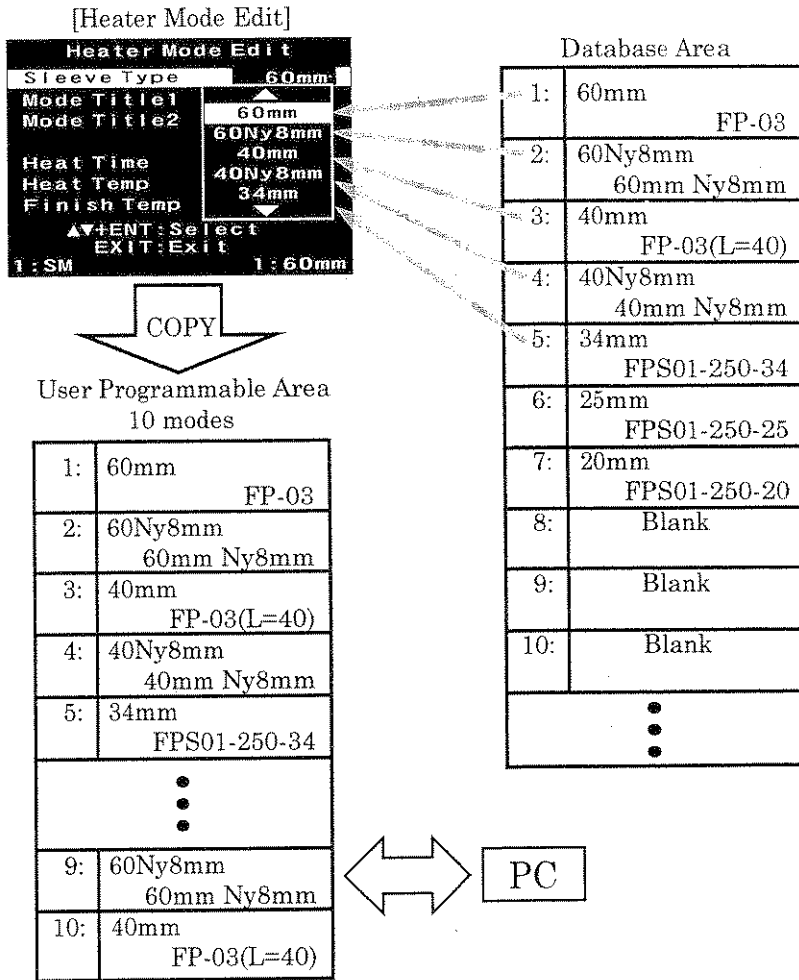 [Heater Mode Edit]
Heater Mode Edit
Sleeve Type 60mm
Mode Title1
Mode Title2
Heat Time
Heat Temp
Finish Temp
60mm
60Ny8mm
40mm
40Ny8mm
34mm
▲▼+ENT:Select
EXIT:Exit
1:SM 1:60mm
COPY
User Programmable Area
10 modes
1: 60mm
FP-03
2: 60Ny8mm
60mm Ny8mm
3: 40mm
FP-03(L=40)
4: 40Ny8mm
40mm Ny8mm
5: 34mm
FPS01-250-34
9: 60Ny8mm
60mm Ny8mm
10: 40mm
FP-03(L=40)
PC
Database Area
1: 60mm
FP-03
2: 60Ny8mm
60mm Ny8mm
3: 40mm
FP-03(L=40)
4: 40Ny8mm
40mm Ny8mm
5: 34mm
FPS01-250-34
6: 25mm
FPS01-250-25
7: 20mm
FPS01-250-20
8: Blank
9: Blank
10: Blank